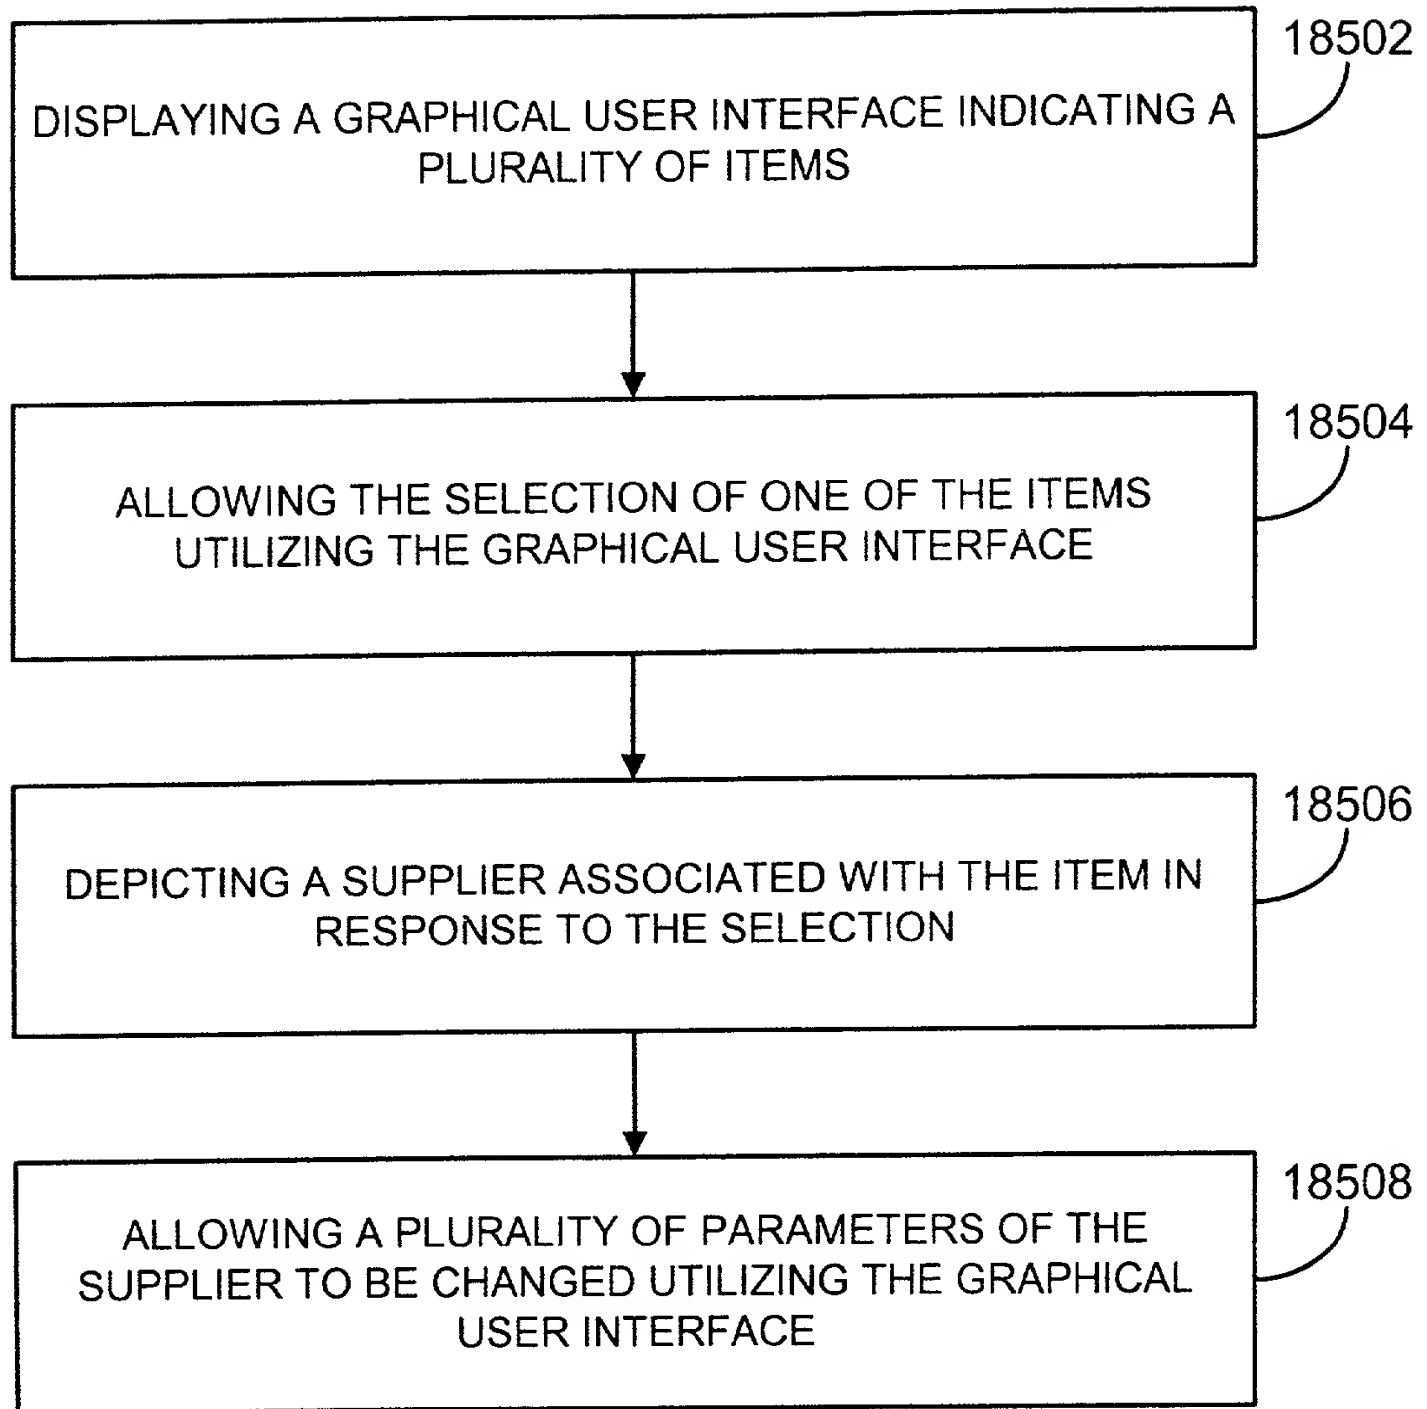 18502
DISPLAYING A GRAPHICAL USER INTERFACE INDICATING A
PLURALITY OF ITEMS
18504
ALLOWING THE SELECTION OF ONE OF THE ITEMS
UTILIZING THE GRAPHICAL USER INTERFACE
18506
DEPICTING A SUPPLIER ASSOCIATED WITH THE ITEM IN
RESPONSE TO THE SELECTION
18508
ALLOWING A PLURALITY OF PARAMETERS OF THE
SUPPLIER TO BE CHANGED UTILIZING THE GRAPHICAL
USER INTERFACE